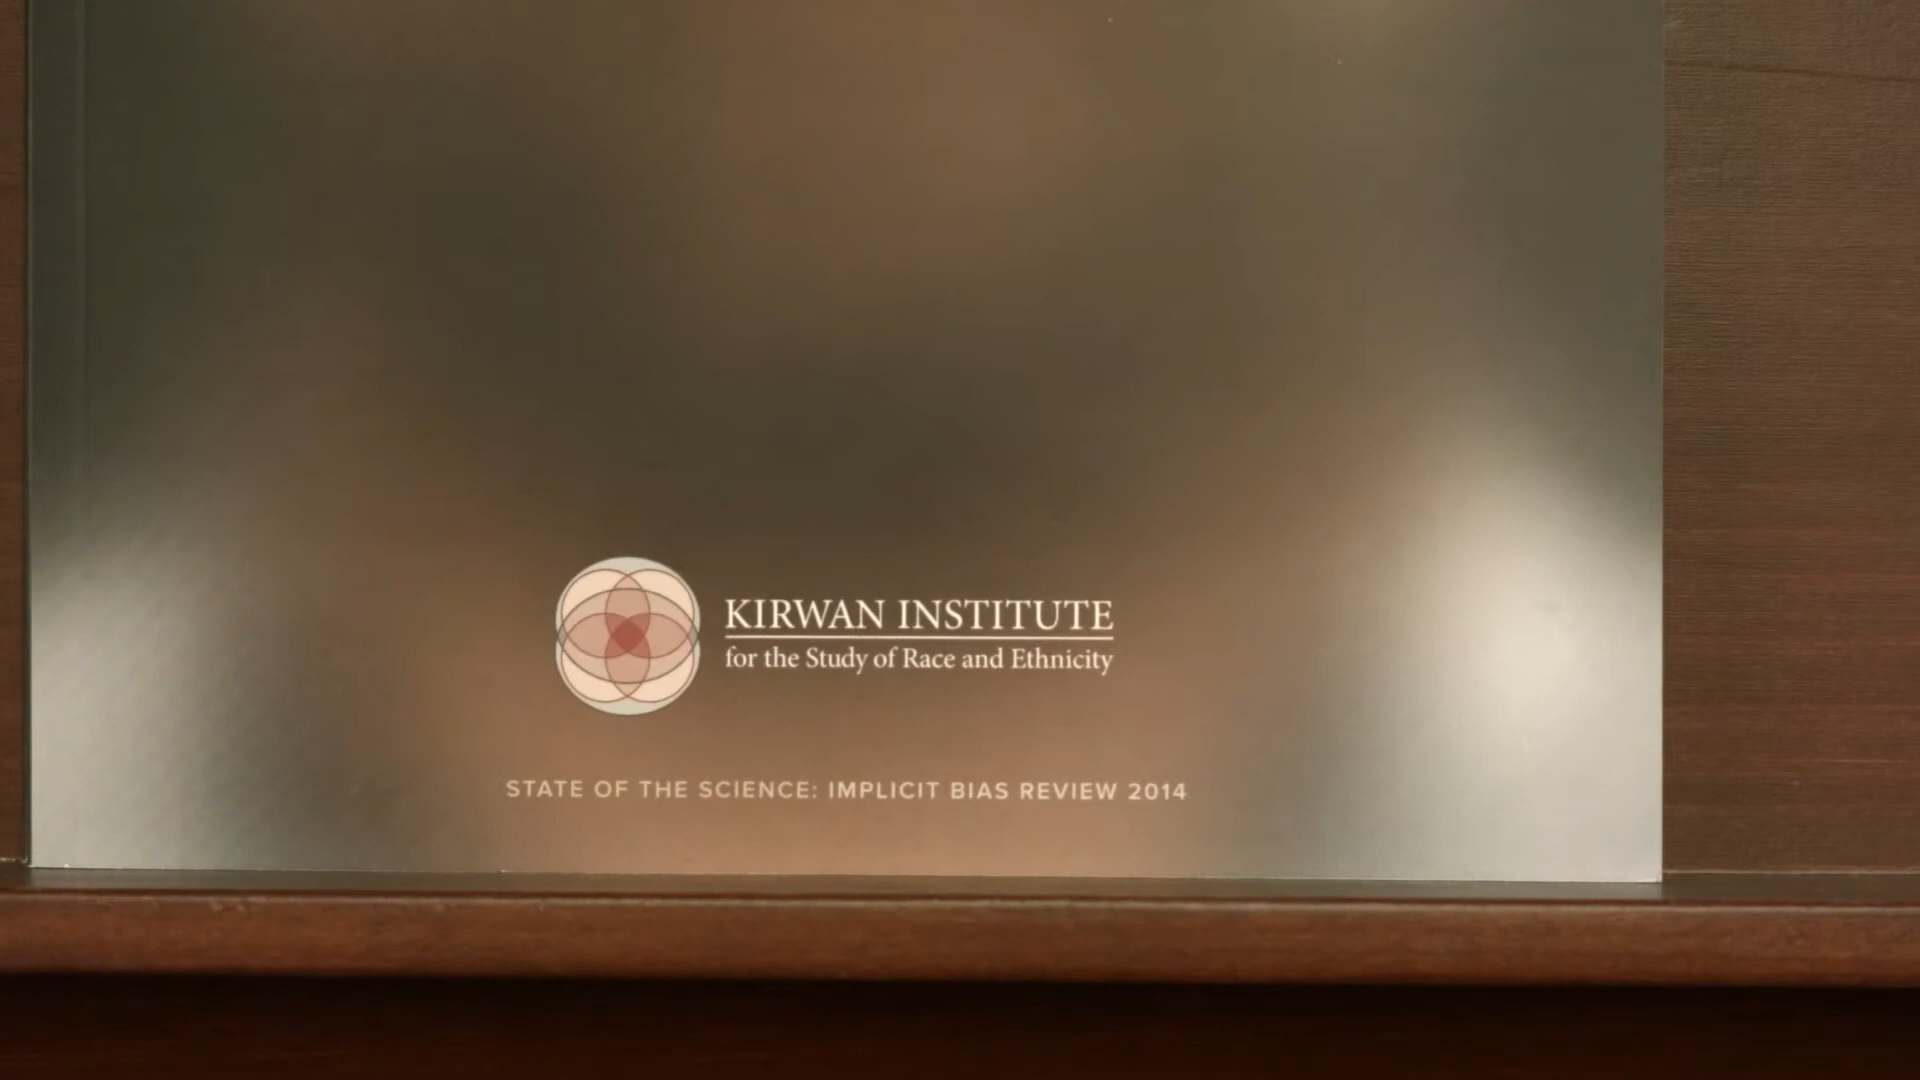 KIRWAN INSTITUTE
for the Study of Race and Ethnicity
STATE OF THE SCIENCE: IMPLICIT BIAS REVIEW 2014